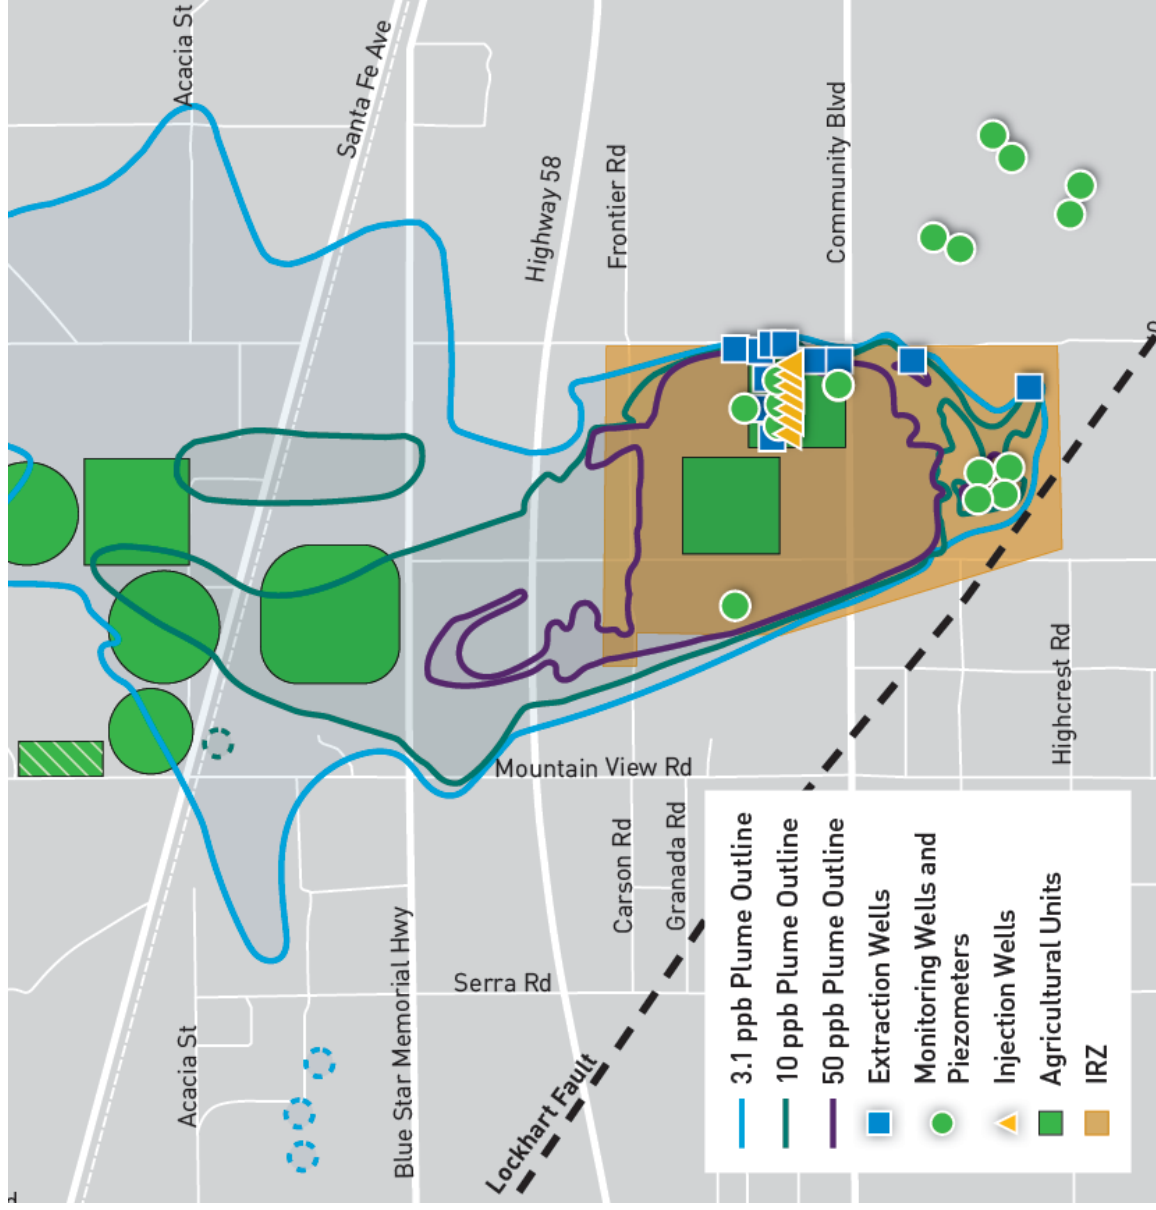 Acacia St
Santa Fe Ave
Highway 58
Frontier Rd
Community Blvd
Mountain View Rd
Carson Rd
Granada Rd
Highcrest Rd
Serra Rd
Acacia St
Blue Star Memorial Hwy
Lockhart Fault
3.1 ppb Plume Outline
10 ppb Plume Outline
50 ppb Plume Outline
Extraction Wells
Monitoring Wells and
Piezometers
Injection Wells
Agricultural Units
IRZ